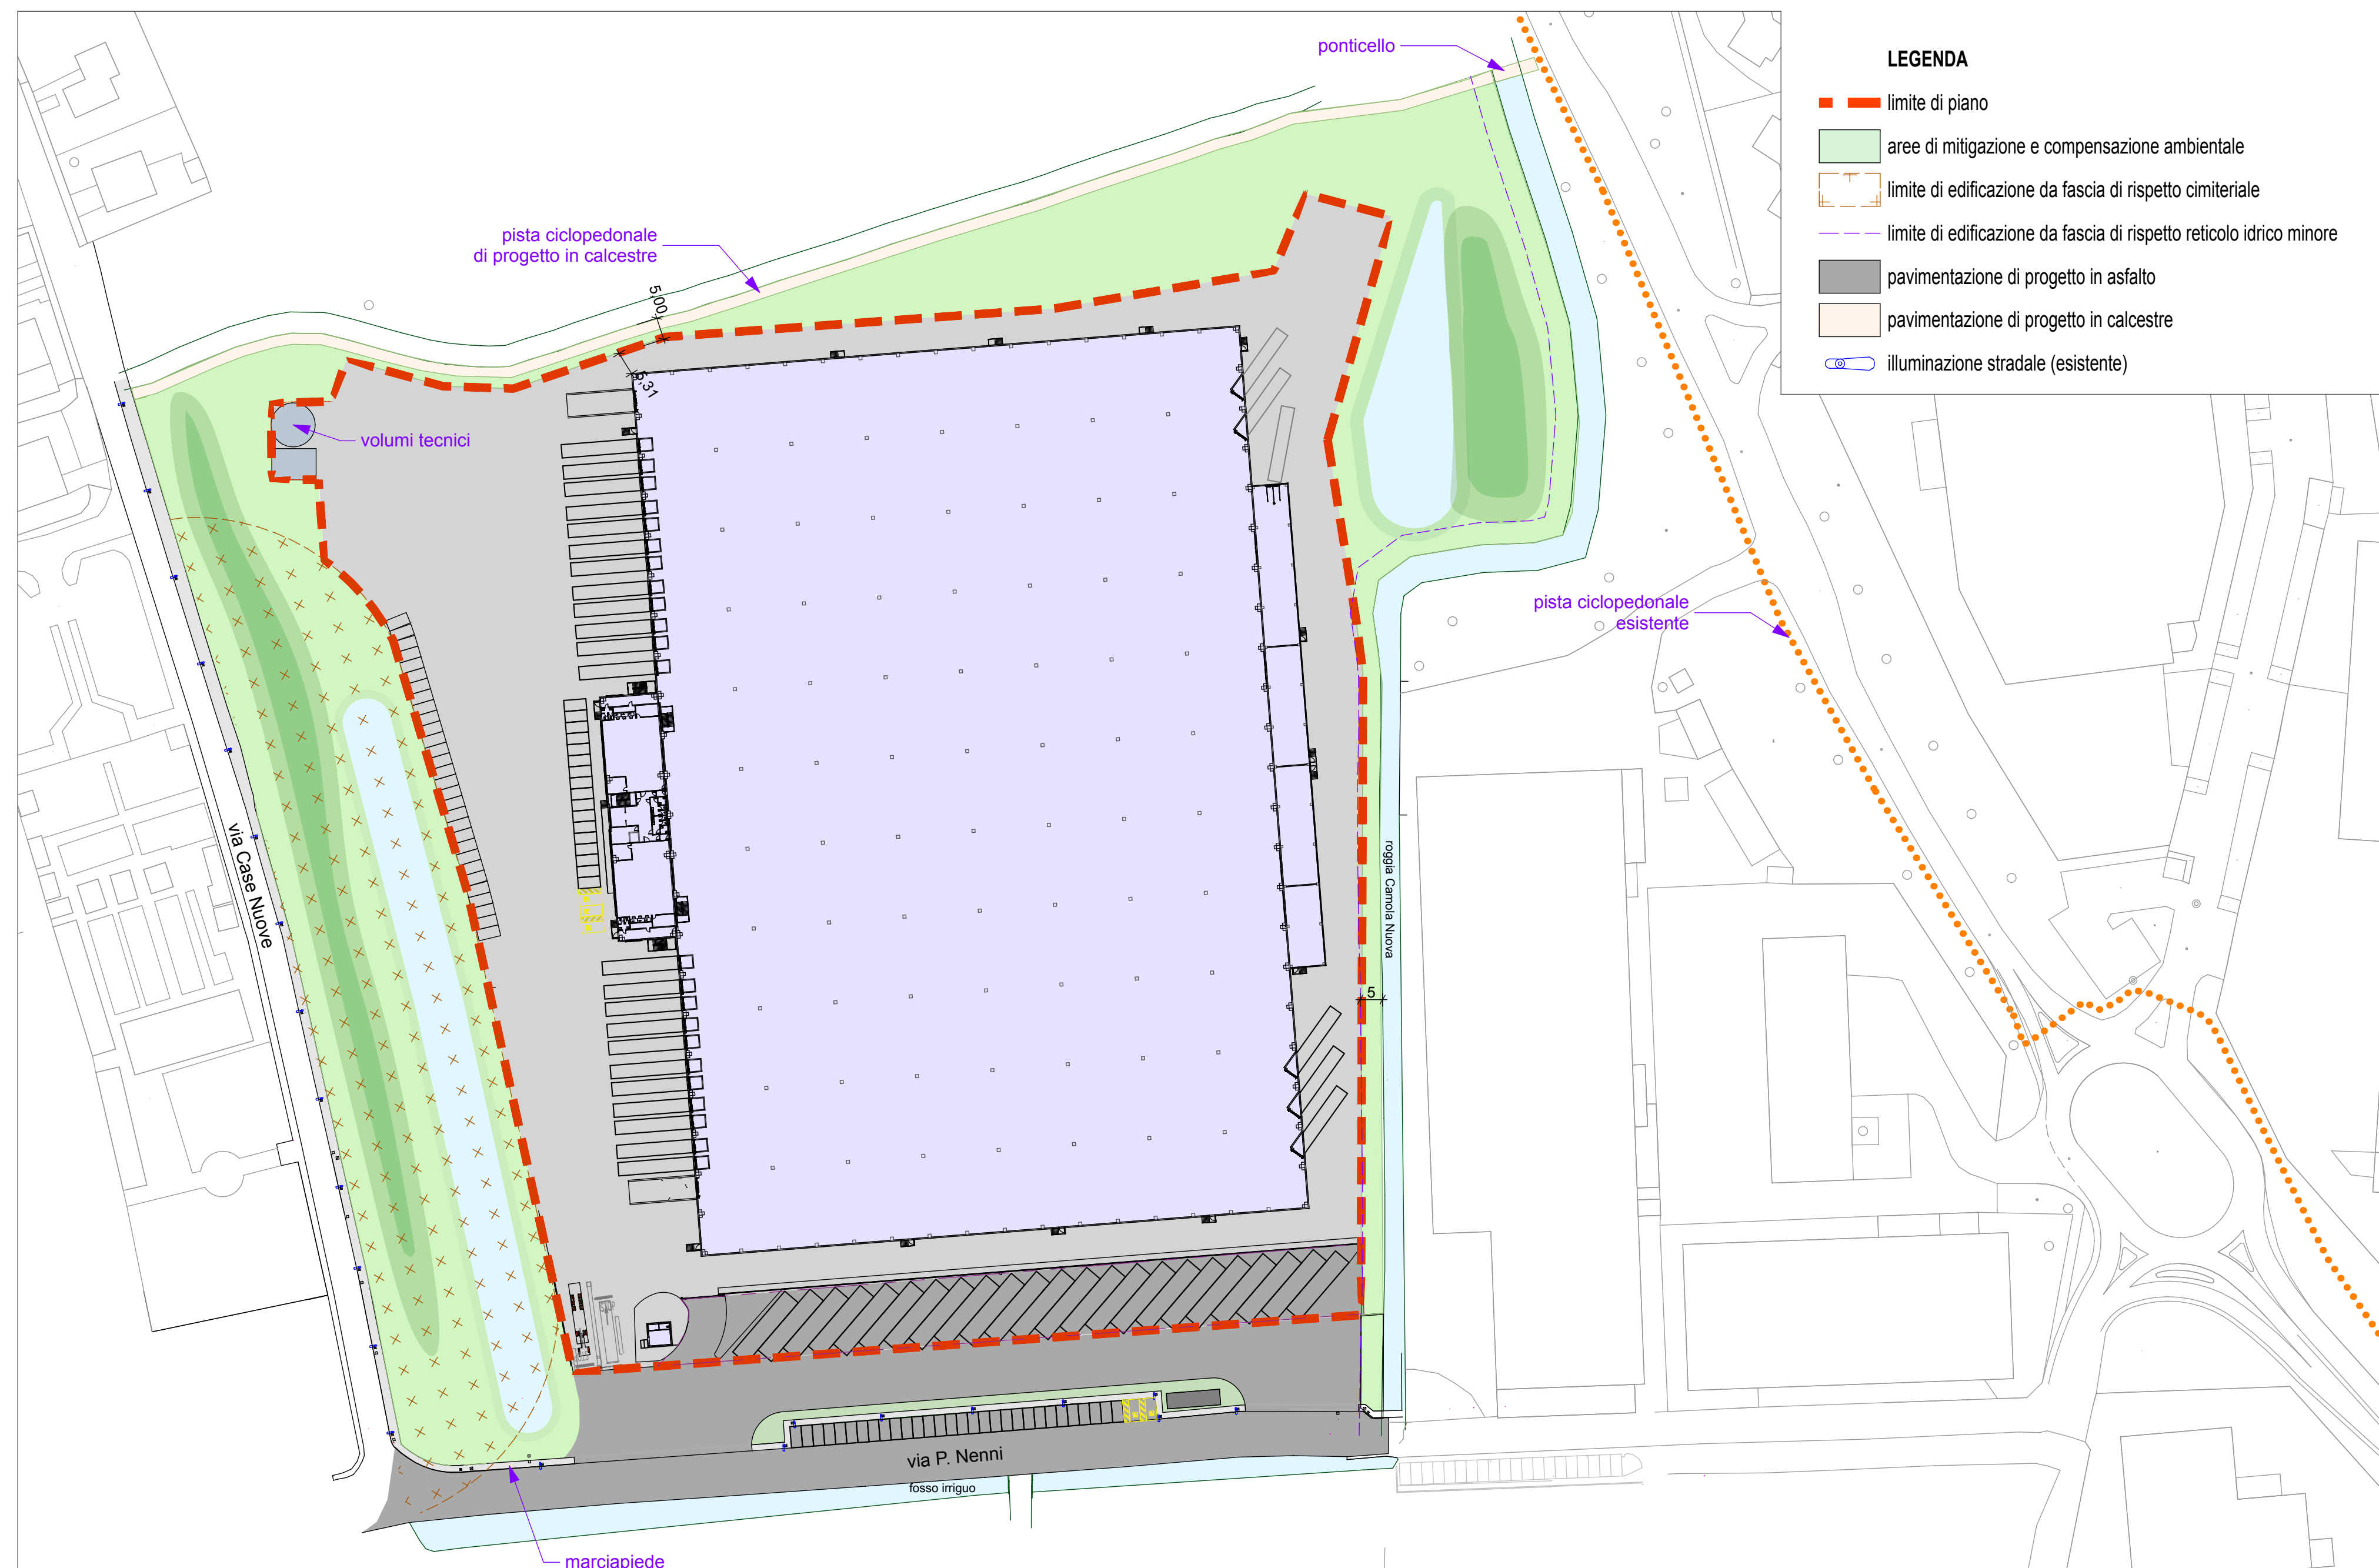 ponticello
LEGENDA
limite di piano
aree di mitigazione e compensazione ambientale
limite di edificazione da fascia di rispetto cimiteriale
limite di edificazione da fascia di rispetto reticolo idrico minore
pavimentazione di progetto in asfalto
pavimentazione di progetto in calcestre
illuminazione stradale (esistente)
pista ciclopedonale
di progetto in calcestre
5,00
5,31
volumi tecnici
pista ciclopedonale
esistente
via Case Nuove
roggia Camola Nuova
5
via P. Nenni
fosso irriguo
marciapiede